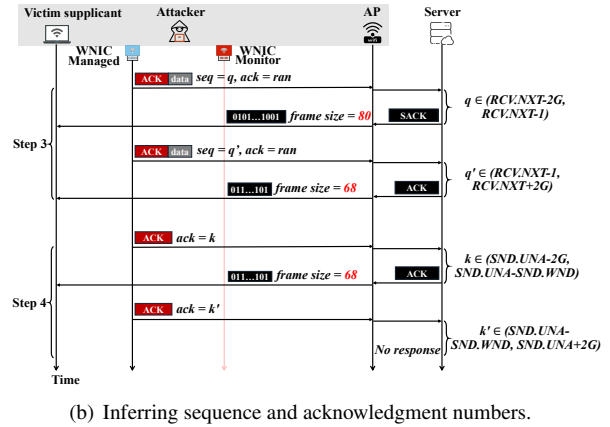 Victim supplicant
Attacker
AP
Server
WiFi
WNIC
Managed
WNIC
Monitor
ACK data seq = q, ack = ran
0101...1001 frame size = 80
SACK
q ∈ (RCV.NXT-2G,
RCV.NXT-1)
Step 3
ACK data seq = q', ack = ran
011...101 frame size = 68
ACK
q' ∈ (RCV.NXT-1,
RCV.NXT+2G)
ACK ack = k
011...101 frame size = 68
ACK
k ∈ (SND.UNA-2G,
SND.UNA-SND.WND)
Step 4
ACK ack = k'
No response
k' ∈ (SND.UNA-
SND.WND, SND.UNA+2G)
Time
(b) Inferring sequence and acknowledgment numbers.